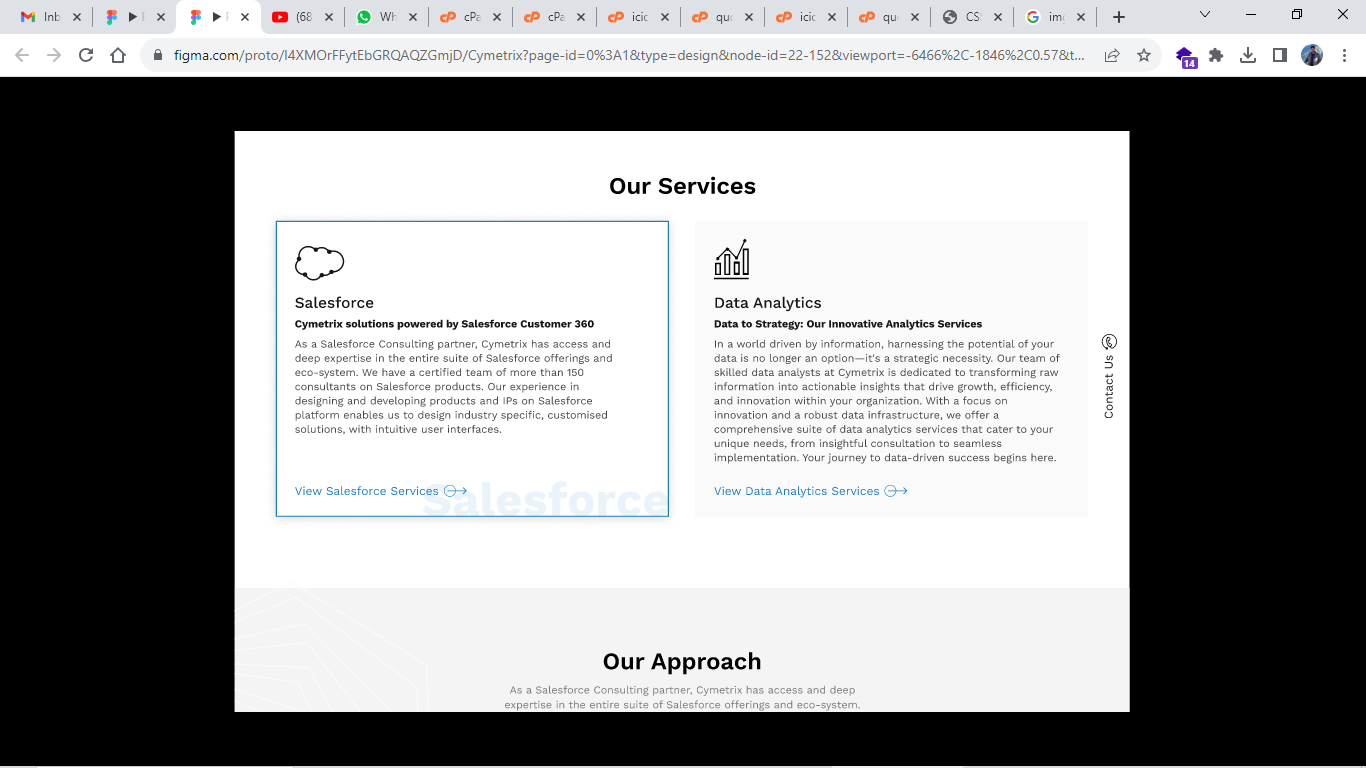 Inb
F
F
(68
Wh
cPa
cPa
icic
quo
icic
que
CSS
img
figma.com/proto/I4XMOrFFytEbGRQAQZGmjD/Cymetrix?page-id=0%3A1&type=design&node-id=22-152&viewport=-6466%2C-1846%2C0.57&t...
14
Our Services
Salesforce
Cymetrix solutions powered by Salesforce Customer 360
As a Salesforce Consulting partner, Cymetrix has access and
deep expertise in the entire suite of Salesforce offerings and
eco-system. We have a certified team of more than 150
consultants on Salesforce products. Our experience in
designing and developing products and IPs on Salesforce
platform enables us to design industry specific, customised
solutions, with intuitive user interfaces.
View Salesforce Services
Salesforce
Data Analytics
Data to Strategy: Our Innovative Analytics Services
In a world driven by information, harnessing the potential of your
data is no longer an option—it's a strategic necessity. Our team of
skilled data analysts at Cymetrix is dedicated to transforming raw
information into actionable insights that drive growth, efficiency,
and innovation within your organization. With a focus on
innovation and a robust data infrastructure, we offer a
comprehensive suite of data analytics services that cater to your
unique needs, from insightful consultation to seamless
implementation. Your journey to data-driven success begins here.
View Data Analytics Services
Contact Us
Our Approach
As a Salesforce Consulting partner, Cymetrix has access and deep
expertise in the entire suite of Salesforce offerings and eco-system.